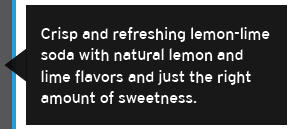 Crisp and refreshing lemon-lime
soda with natural lemon and
lime flavors and just the right
amount of sweetness.